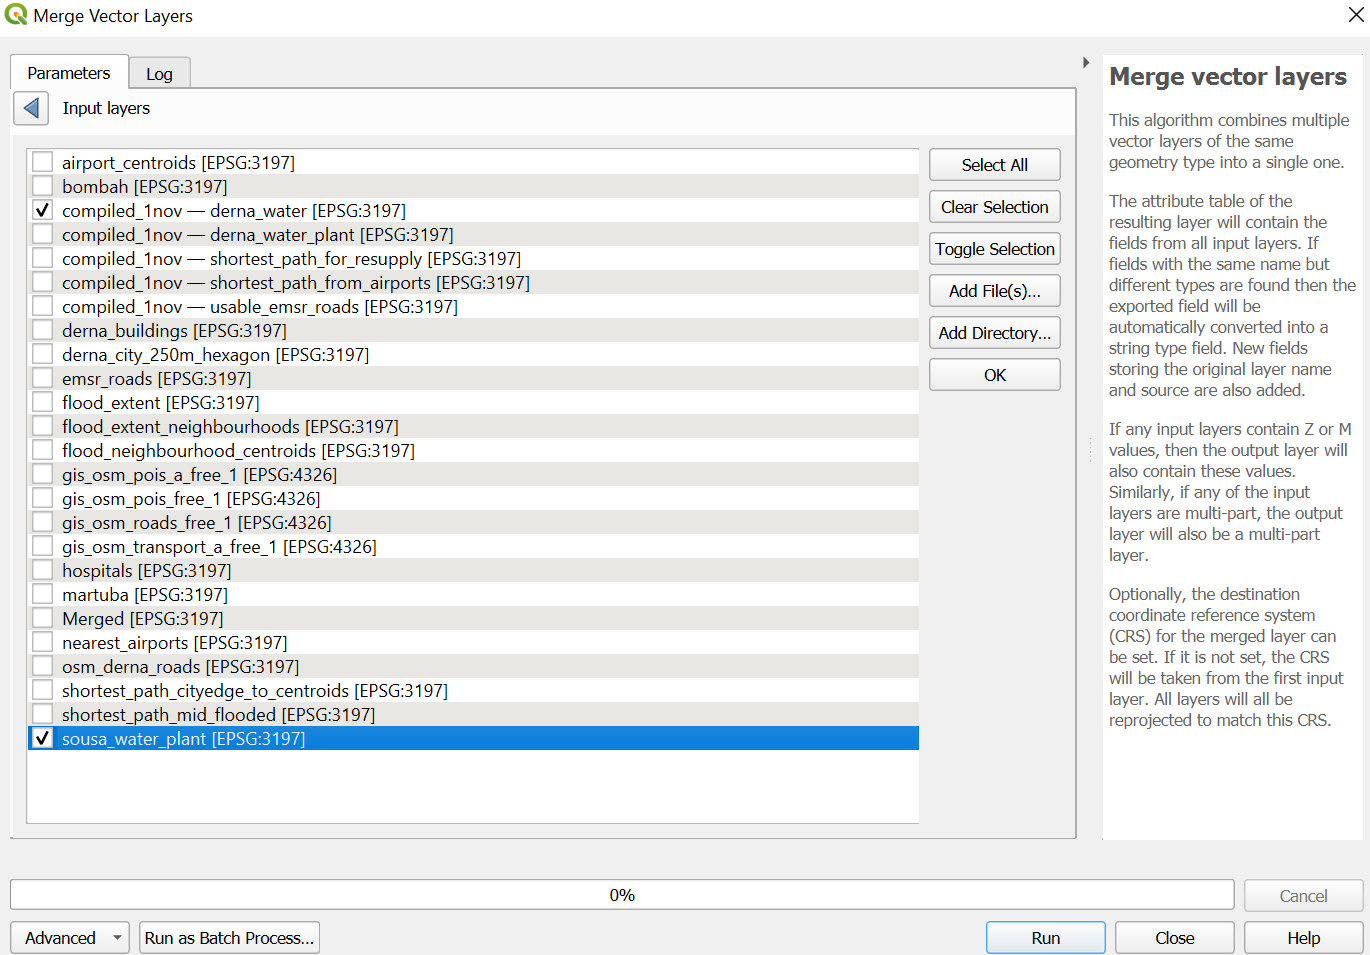 Merge Vector Layers
Parameters
Log
Input layers
airport_centroids [EPSG:3197]
bombah [EPSG:3197]
compiled_1nov — derna_water [EPSG:3197]
compiled_1nov — derna_water_plant [EPSG:3197]
compiled_1nov — shortest_path_for_resupply [EPSG:3197]
compiled_1nov — shortest_path_from_airports [EPSG:3197]
compiled_1nov — usable_emsr_roads [EPSG:3197]
derna_buildings [EPSG:3197]
derna_city_250m_hexagon [EPSG:3197]
emsr_roads [EPSG:3197]
flood_extent [EPSG:3197]
flood_extent_neighbourhoods [EPSG:3197]
flood_neighbourhood_centroids [EPSG:3197]
gis_osm_pois_a_free_1 [EPSG:4326]
gis_osm_pois_free_1 [EPSG:4326]
gis_osm_roads_free_1 [EPSG:4326]
gis_osm_transport_a_free_1 [EPSG:4326]
hospitals [EPSG:3197]
martuba [EPSG:3197]
Merged [EPSG:3197]
nearest_airports [EPSG:3197]
osm_derna_roads [EPSG:3197]
shortest_path_cityedge_to_centroids [EPSG:3197]
shortest_path_mid_flooded [EPSG:3197]
sousa_water_plant [EPSG:3197]
Select All
Clear Selection
Toggle Selection
Add File(s)...
Add Directory...
OK
Merge vector layers
This algorithm combines multiple
vector layers of the same
geometry type into a single one.
The attribute table of the
resulting layer will contain the
fields from all input layers. If
fields with the same name but
different types are found then the
exported field will be
automatically converted into a
string type field. New fields
storing the original layer name
and source are also added.
If any input layers contain Z or M
values, then the output layer will
also contain these values.
Similarly, if any of the input
layers are multi-part, the output
layer will also be a multi-part
layer.
Optionally, the destination
coordinate reference system
(CRS) for the merged layer can
be set. If it is not set, the CRS
will be taken from the first input
layer. All layers will all be
reprojected to match this CRS.
0%
Cancel
Advanced
Run as Batch Process...
Run
Close
Help